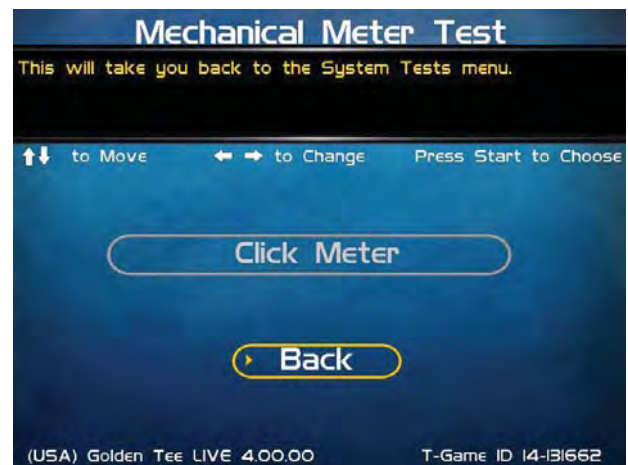 Mechanical Meter Test
This will take you back to the System Tests menu.
to Move to Change Press Start to Choose
Click Meter
Back
(USA) Golden Tee LIVE 4.00.00 T-Game ID 14-131662